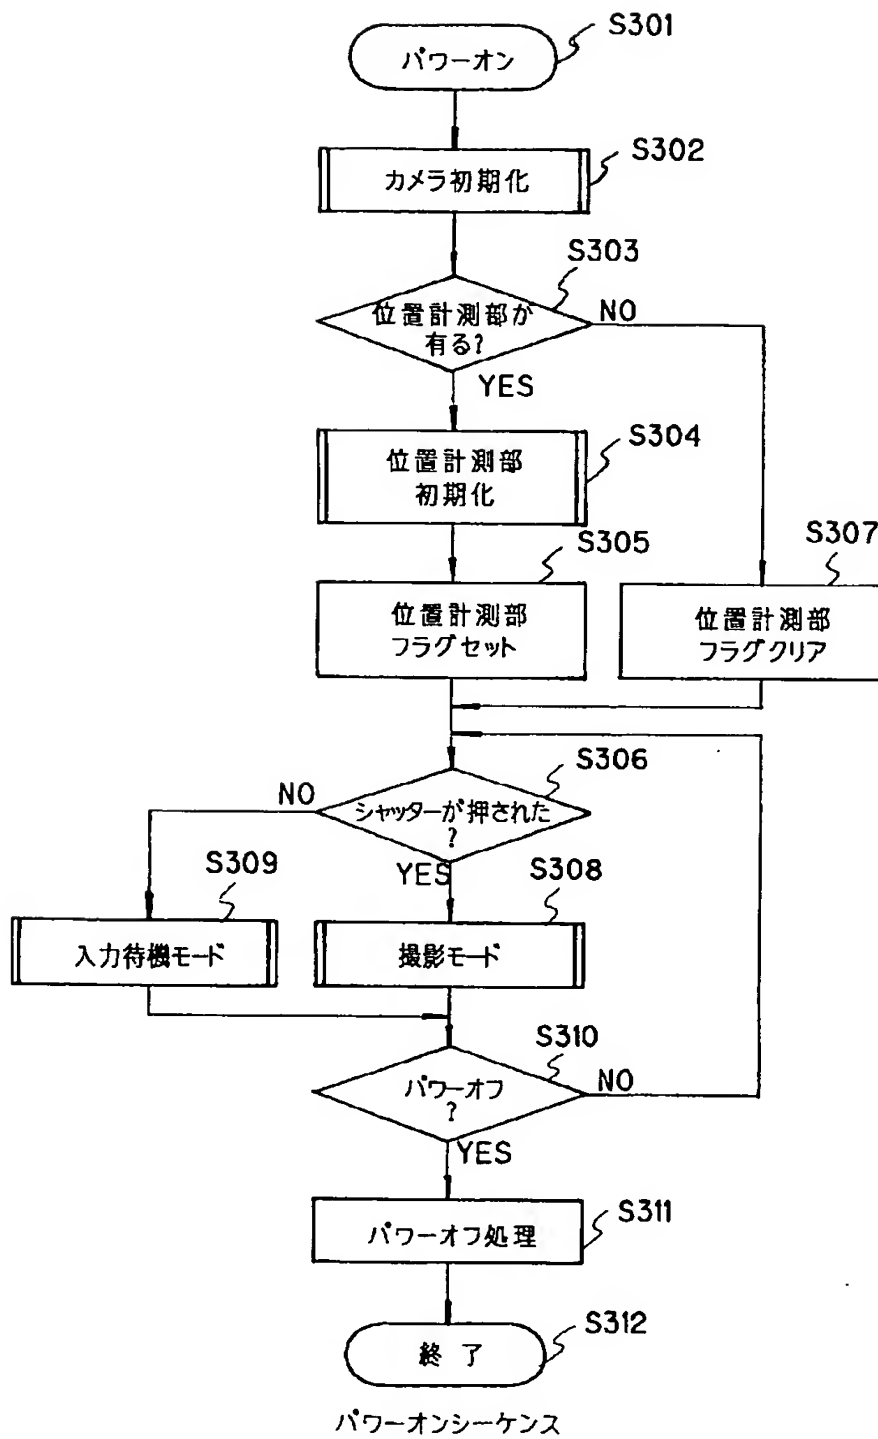 S301
パワーオン
S302
カメラ初期化
S303
位置計測部が
有る?
NO
YES
S304
位置計測部
初期化
S305
位置計測部
フラグセット
S307
位置計測部
フラグクリア
S306
シャッターが押された
?
NO
YES
S309
入力待機モード
S308
撮影モード
S310
パワーオフ
?
NO
YES
S311
パワーオフ処理
S312
終了
パワーオンシーケンス